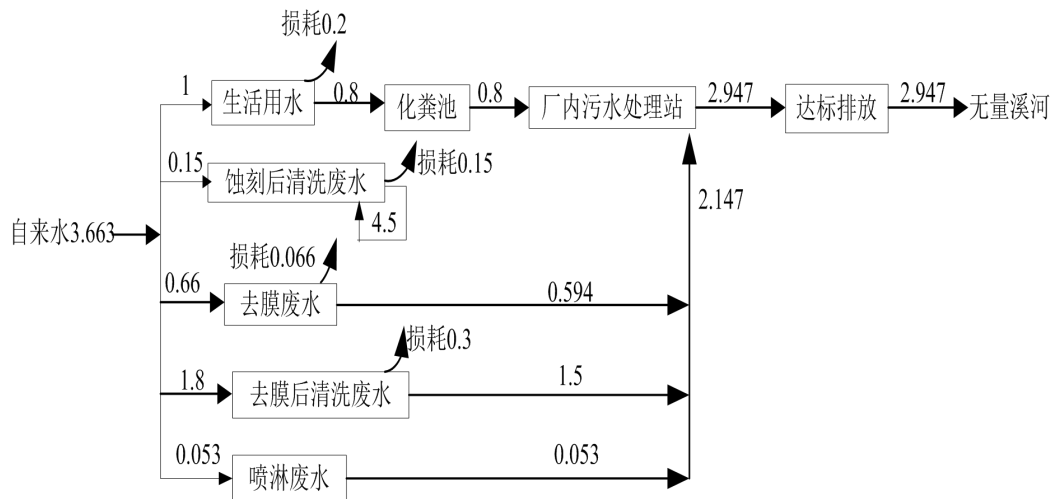 损耗0.2
1
生活用水
0.8
化粪池
0.8
厂内污水处理站
2.947
达标排放
2.947
无量溪河
0.15
蚀刻后清洗废水
损耗0.15
4.5
2.147
自来水3.663
损耗0.066
0.66
去膜废水
0.594
损耗0.3
1.8
去膜后清洗废水
1.5
0.053
喷淋废水
0.053